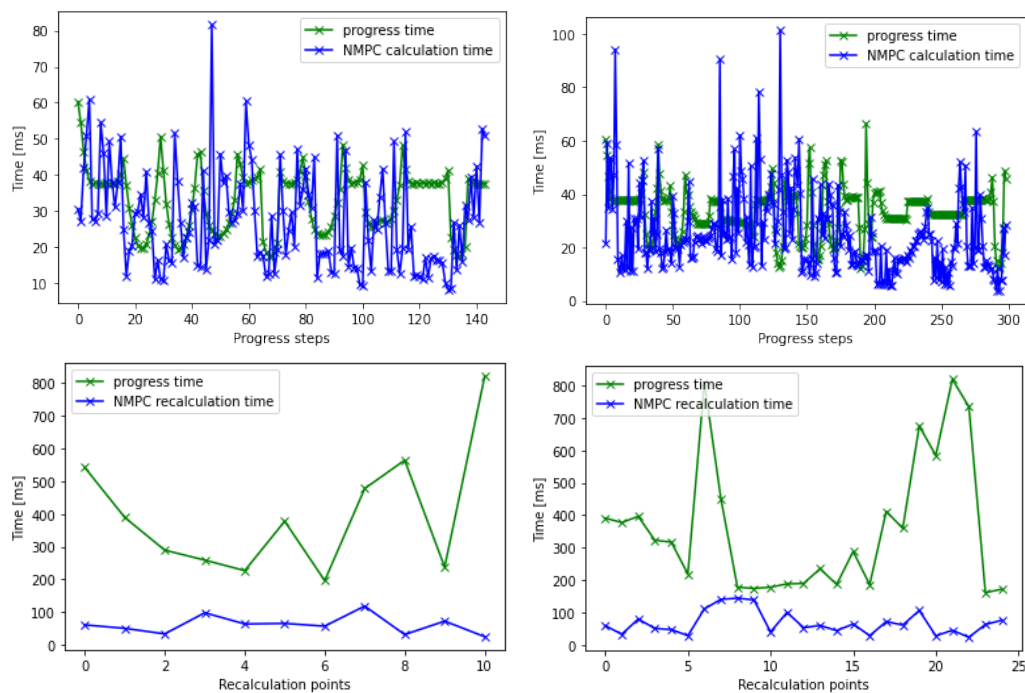 progress time
NMPC calculation time
Time [ms]
80
70
60
50
40
30
20
10
0 20 40 60 80 100 120 140
Progress steps
progress time
NMPC calculation time
Time [ms]
100
80
60
40
20
0
0 50 100 150 200 250 300
Progress steps
progress time
NMPC recalculation time
Time [ms]
800
700
600
500
400
300
200
100
0
0 2 4 6 8 10
Recalculation points
progress time
NMPC recalculation time
Time [ms]
800
700
600
500
400
300
200
100
0
0 5 10 15 20 25
Recalculation points